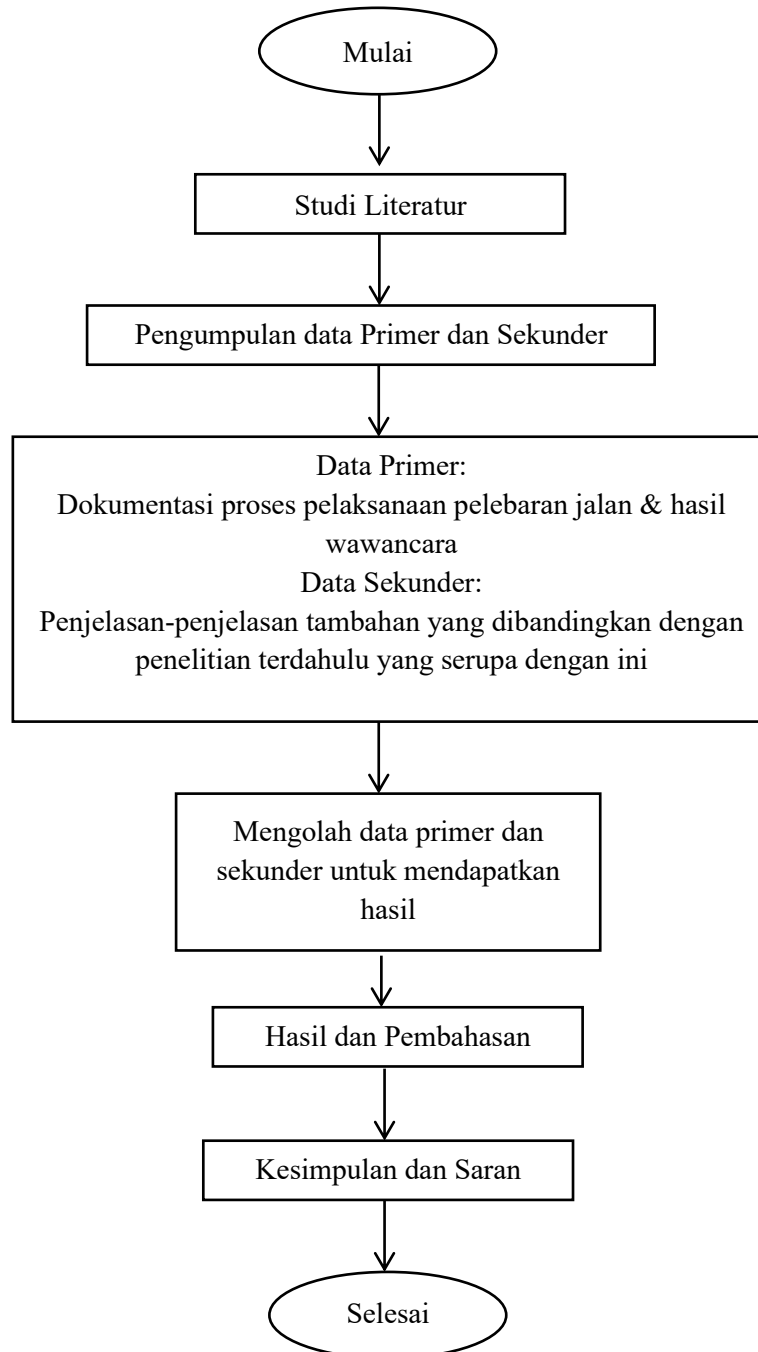 Mulai
Studi Literatur
Pengumpulan data Primer dan Sekunder
Data Primer:
Dokumentasi proses pelaksanaan pelebaran jalan & hasil
wawancara
Data Sekunder:
Penjelasan-penjelasan tambahan yang dibandingkan dengan
penelitian terdahulu yang serupa dengan ini
Mengolah data primer dan
sekunder untuk mendapatkan
hasil
Hasil dan Pembahasan
Kesimpulan dan Saran
Selesai